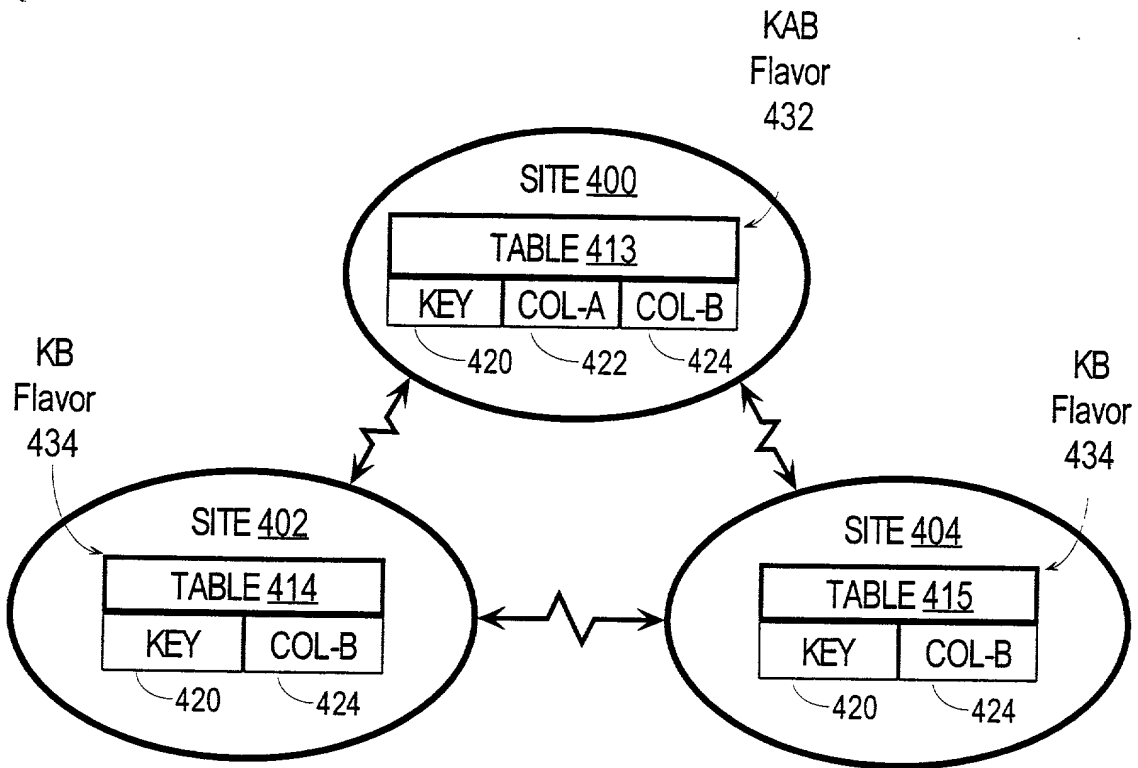 KAB
Flavor
432
SITE 400
TABLE 413
KEY COL-A COL-B
420 422 424
KB
Flavor
434
KB
Flavor
434
SITE 402
TABLE 414
KEY COL-B
420 424
SITE 404
TABLE 415
KEY COL-B
420 424